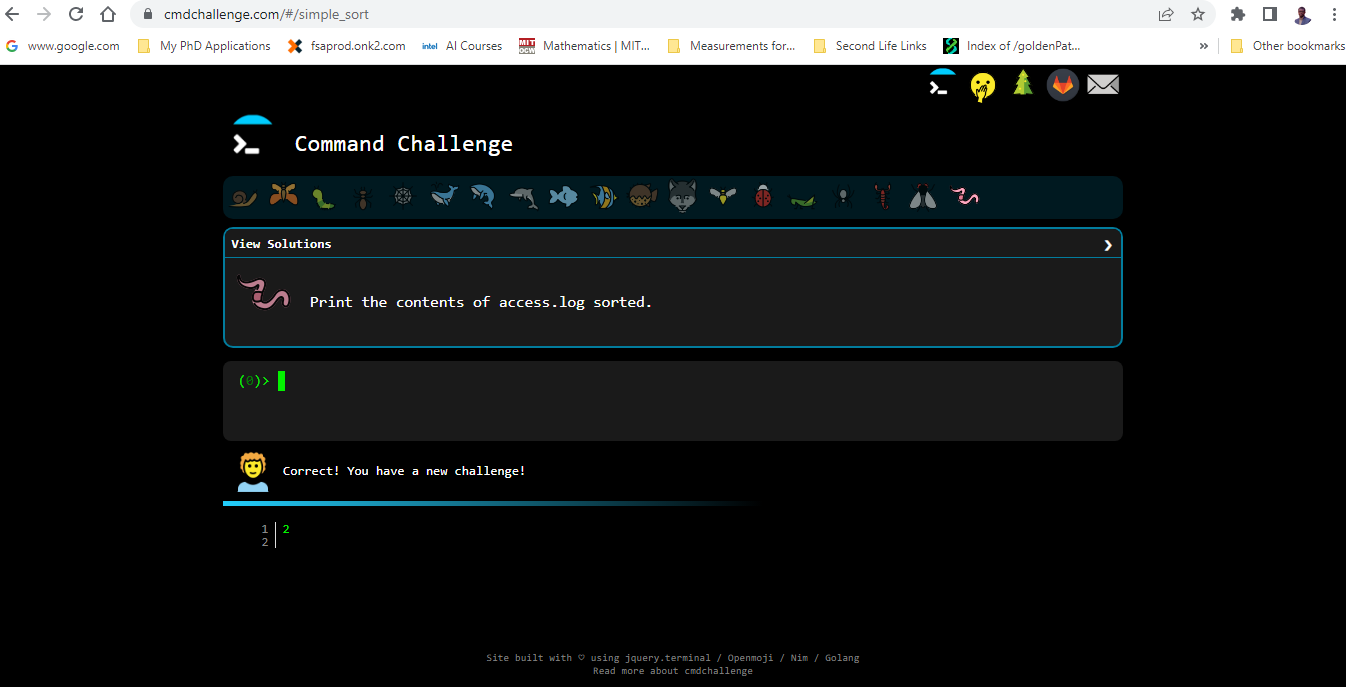 cmdchallenge.com/#/simple_sort
G www.google.com My PhD Applications fsaprod.onk2.com intel AI Courses MIT OCW Mathematics | MIT... Measurements for... Second Life Links Index of /goldenPat... » Other bookmarks
Command Challenge
View Solutions ❯
Print the contents of access.log sorted.
(0)>
Correct! You have a new challenge!
1 2
2
Site built with ♡ using jquery.terminal / Openmoji / Nim / Golang
Read more about cmdchallenge